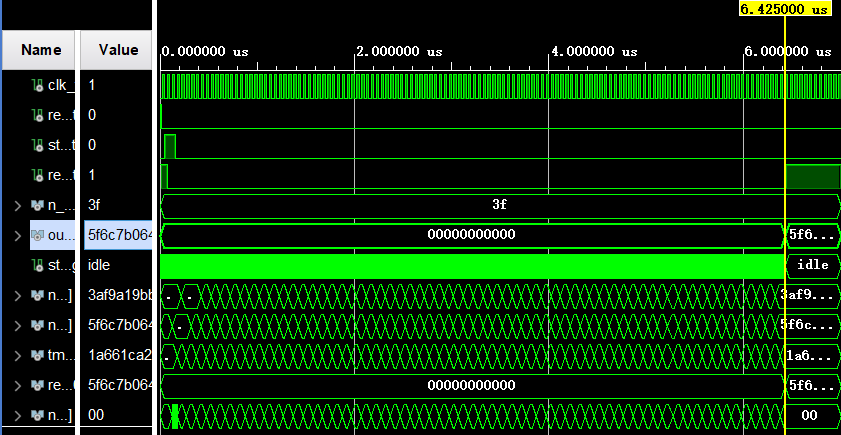 6.425000 us
Name Value 0.000000 us 2.000000 us 4.000000 us 6.000000 us
clk_ 1
re...t 0
st...t 0
re...t 1
n_... 3f 3f
ou... 5f6c7b064 00000000000 5f6...
st...g idle idle
n...] 3af9a19bb . . 3af9...
n...] 5f6c7b064 . 5f6c...
tm... 1a661ca2 . 1a6...
re... 5f6c7b064 00000000000 5f6...
n...] 00 00